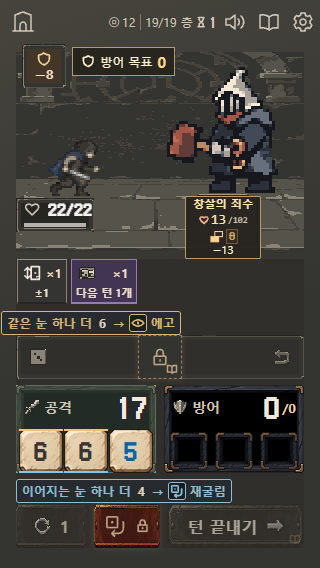 12 19/19 층 1
-8
방어 목표 0
22/22
창살의 죄수
13/102
-13
×1
±1
×1
다음 턴 1개
같은 눈 하나 더 6 → 예고
공격 17
방어 0/0
6 6 5
이어지는 눈 하나 더 4 → 재굴림
1
턴 끝내기